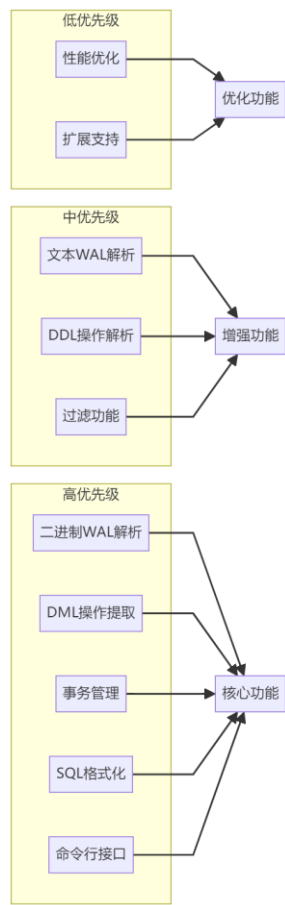 低优先级
性能优化
优化功能
扩展支持
中优先级
文本WAL解析
DDL操作解析
增强功能
过滤功能
高优先级
二进制WAL解析
DML操作提取
事务管理
核心功能
SQL格式化
命令行接口